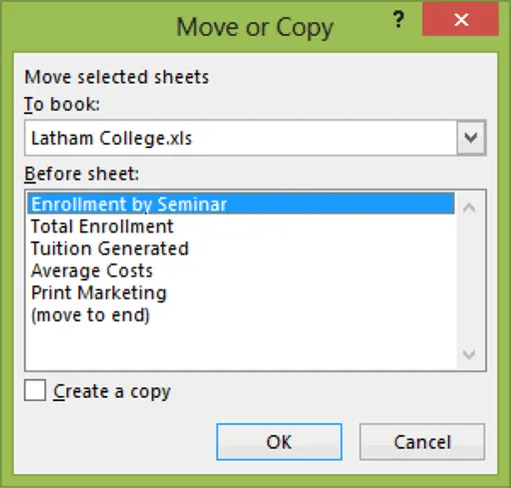 Move or Copy
?
Move selected sheets
To book:
Latham College.xls
Before sheet:
Enrollment by Seminar
Total Enrollment
Tuition Generated
Average Costs
Print Marketing
(move to end)
Create a copy
OK Cancel